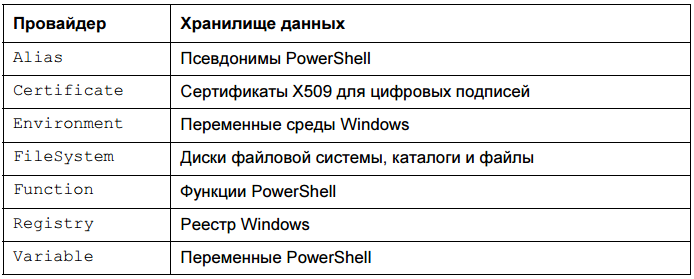 Провайдер Хранилище данных
Alias Псевдонимы PowerShell
Certificate Сертификаты X509 для цифровых подписей
Environment Переменные среды Windows
FileSystem Диски файловой системы, каталоги и файлы
Function Функции PowerShell
Registry Реестр Windows
Variable Переменные PowerShell